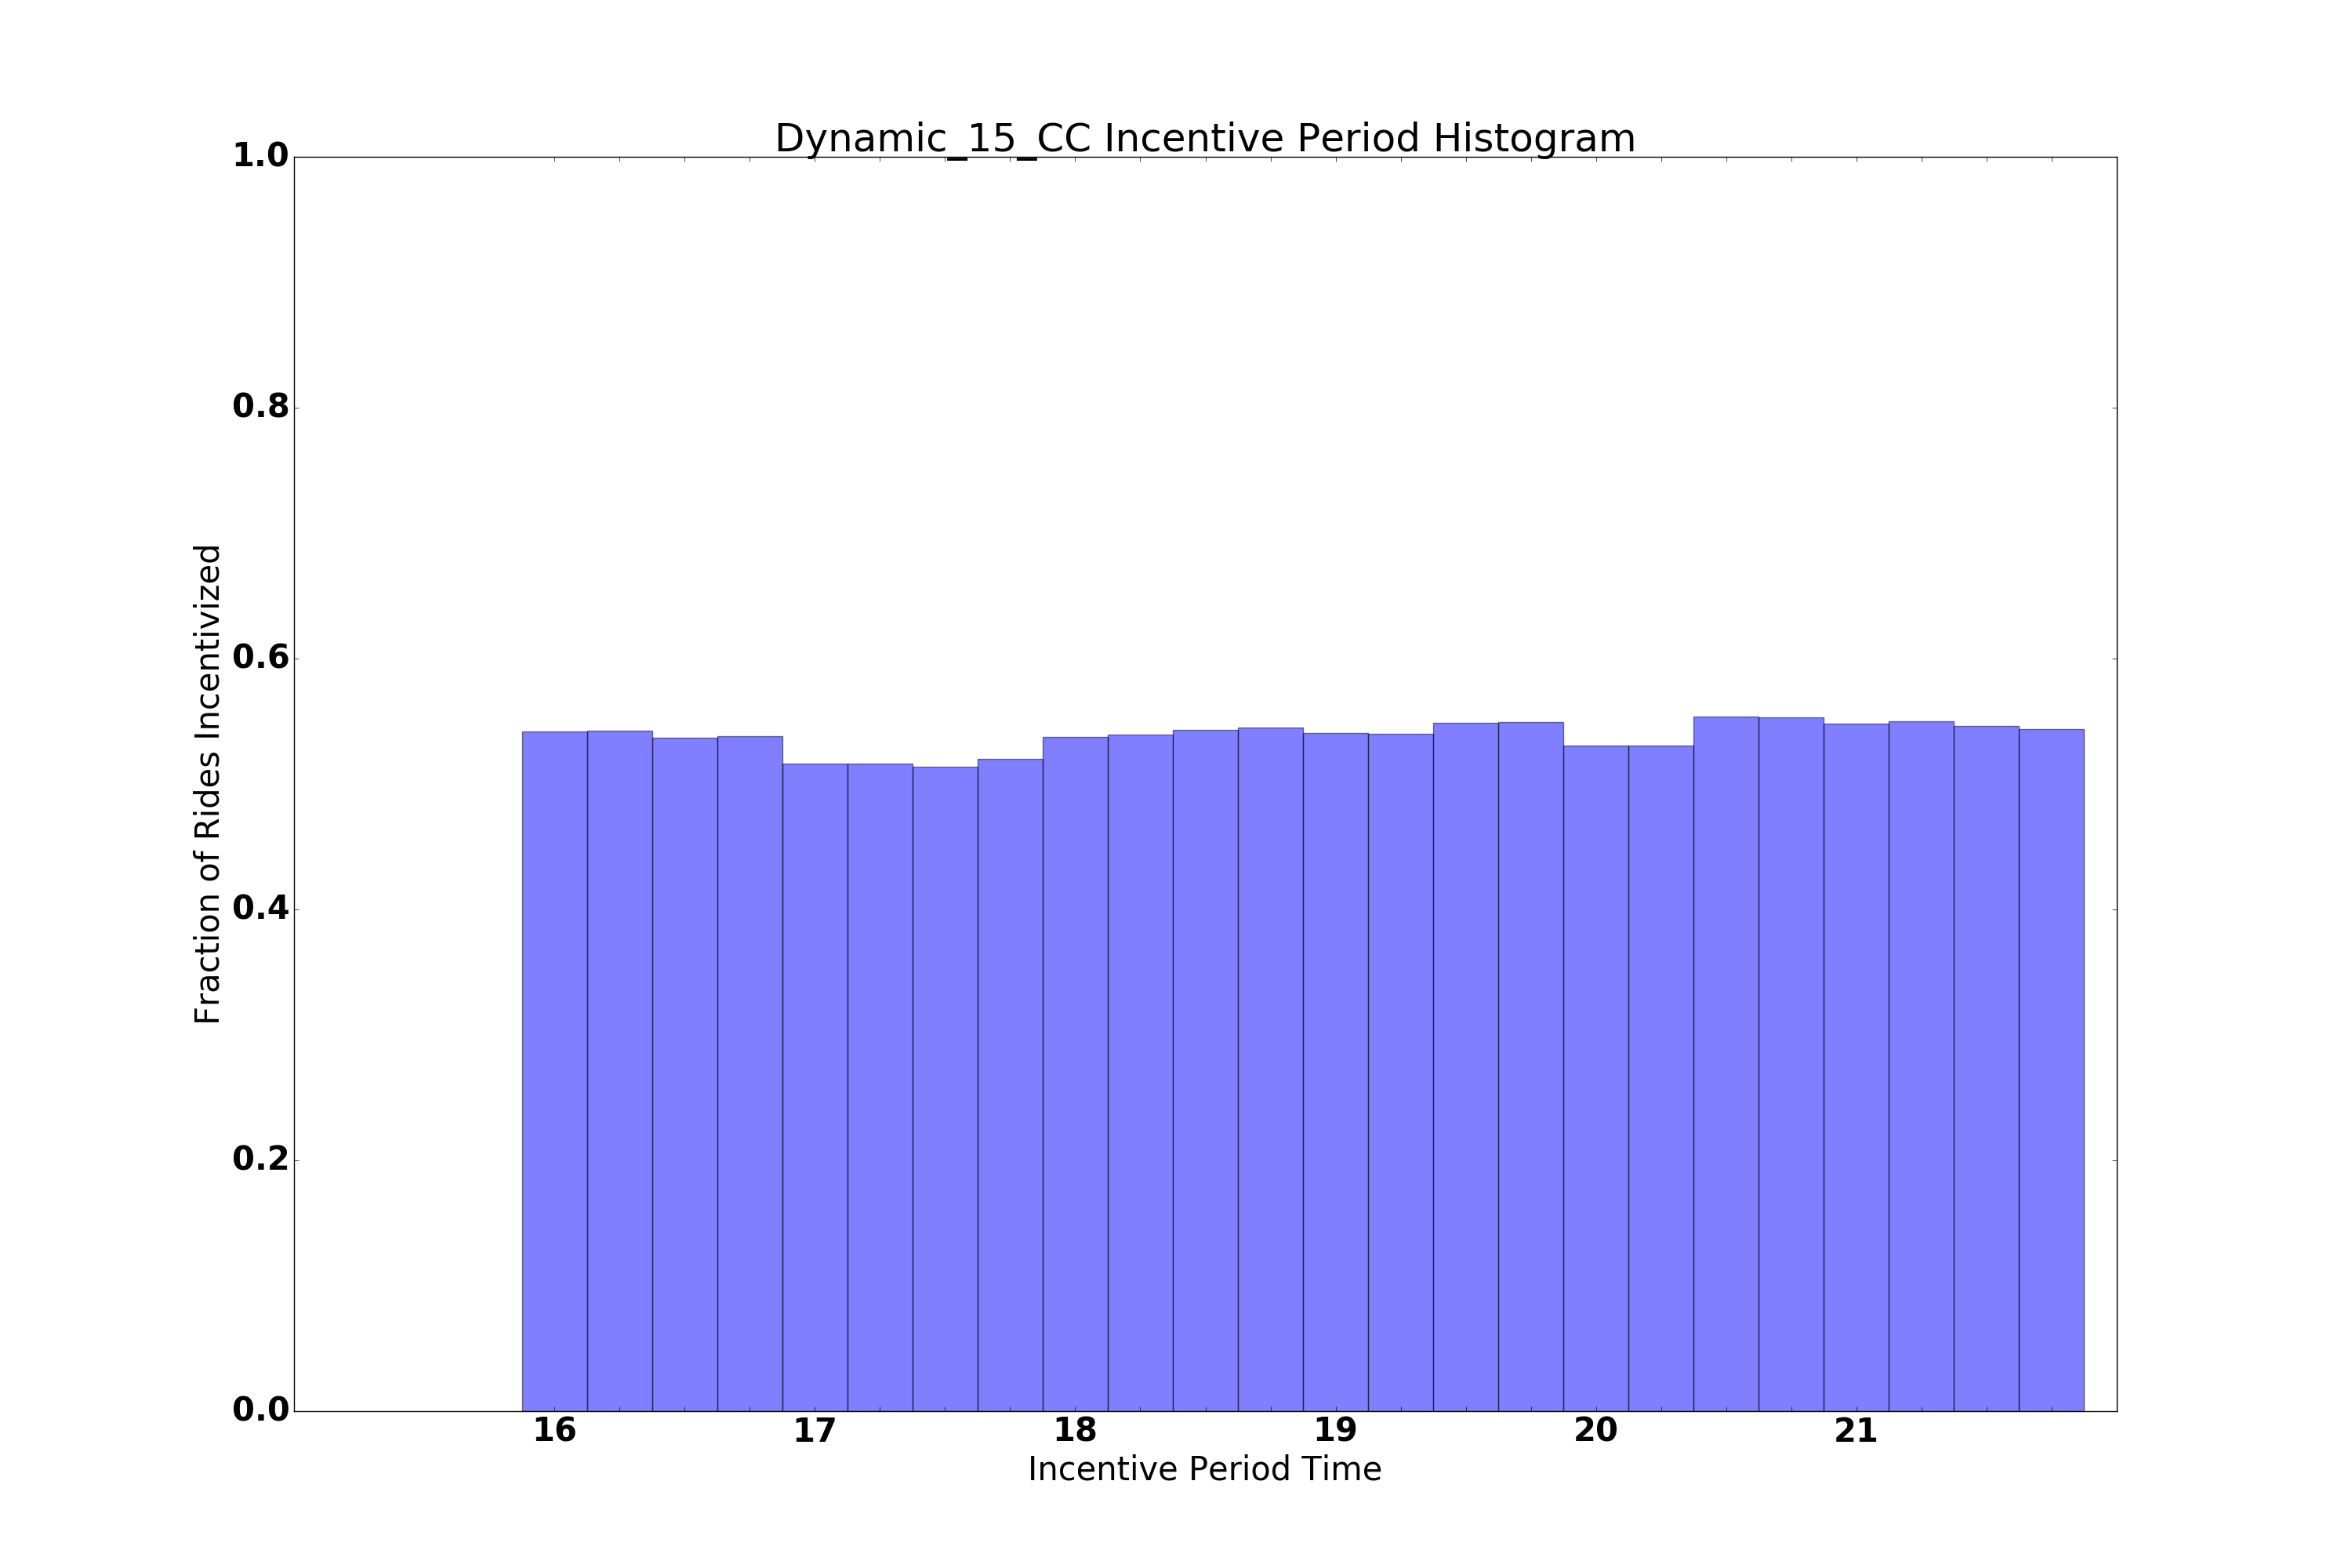 Dynamic_15_CC Incentive Period Histogram
1.0
0.8
0.6
0.4
0.2
0.0
Fraction of Rides Incentivized
16 17 18 19 20 21
Incentive Period Time